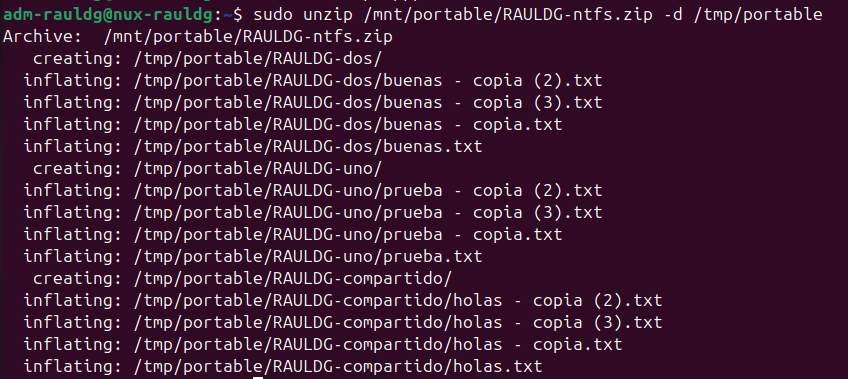 adm-rauldg@nux-rauldg:~$ sudo unzip /mnt/portable/RAULDG-ntfs.zip -d /tmp/portable
Archive:  /mnt/portable/RAULDG-ntfs.zip
   creating: /tmp/portable/RAULDG-dos/
  inflating: /tmp/portable/RAULDG-dos/buenas - copia (2).txt
  inflating: /tmp/portable/RAULDG-dos/buenas - copia (3).txt
  inflating: /tmp/portable/RAULDG-dos/buenas - copia.txt
  inflating: /tmp/portable/RAULDG-dos/buenas.txt
   creating: /tmp/portable/RAULDG-uno/
  inflating: /tmp/portable/RAULDG-uno/prueba - copia (2).txt
  inflating: /tmp/portable/RAULDG-uno/prueba - copia (3).txt
  inflating: /tmp/portable/RAULDG-uno/prueba - copia.txt
  inflating: /tmp/portable/RAULDG-uno/prueba.txt
   creating: /tmp/portable/RAULDG-compartido/
  inflating: /tmp/portable/RAULDG-compartido/holas - copia (2).txt
  inflating: /tmp/portable/RAULDG-compartido/holas - copia (3).txt
  inflating: /tmp/portable/RAULDG-compartido/holas - copia.txt
  inflating: /tmp/portable/RAULDG-compartido/holas.txt